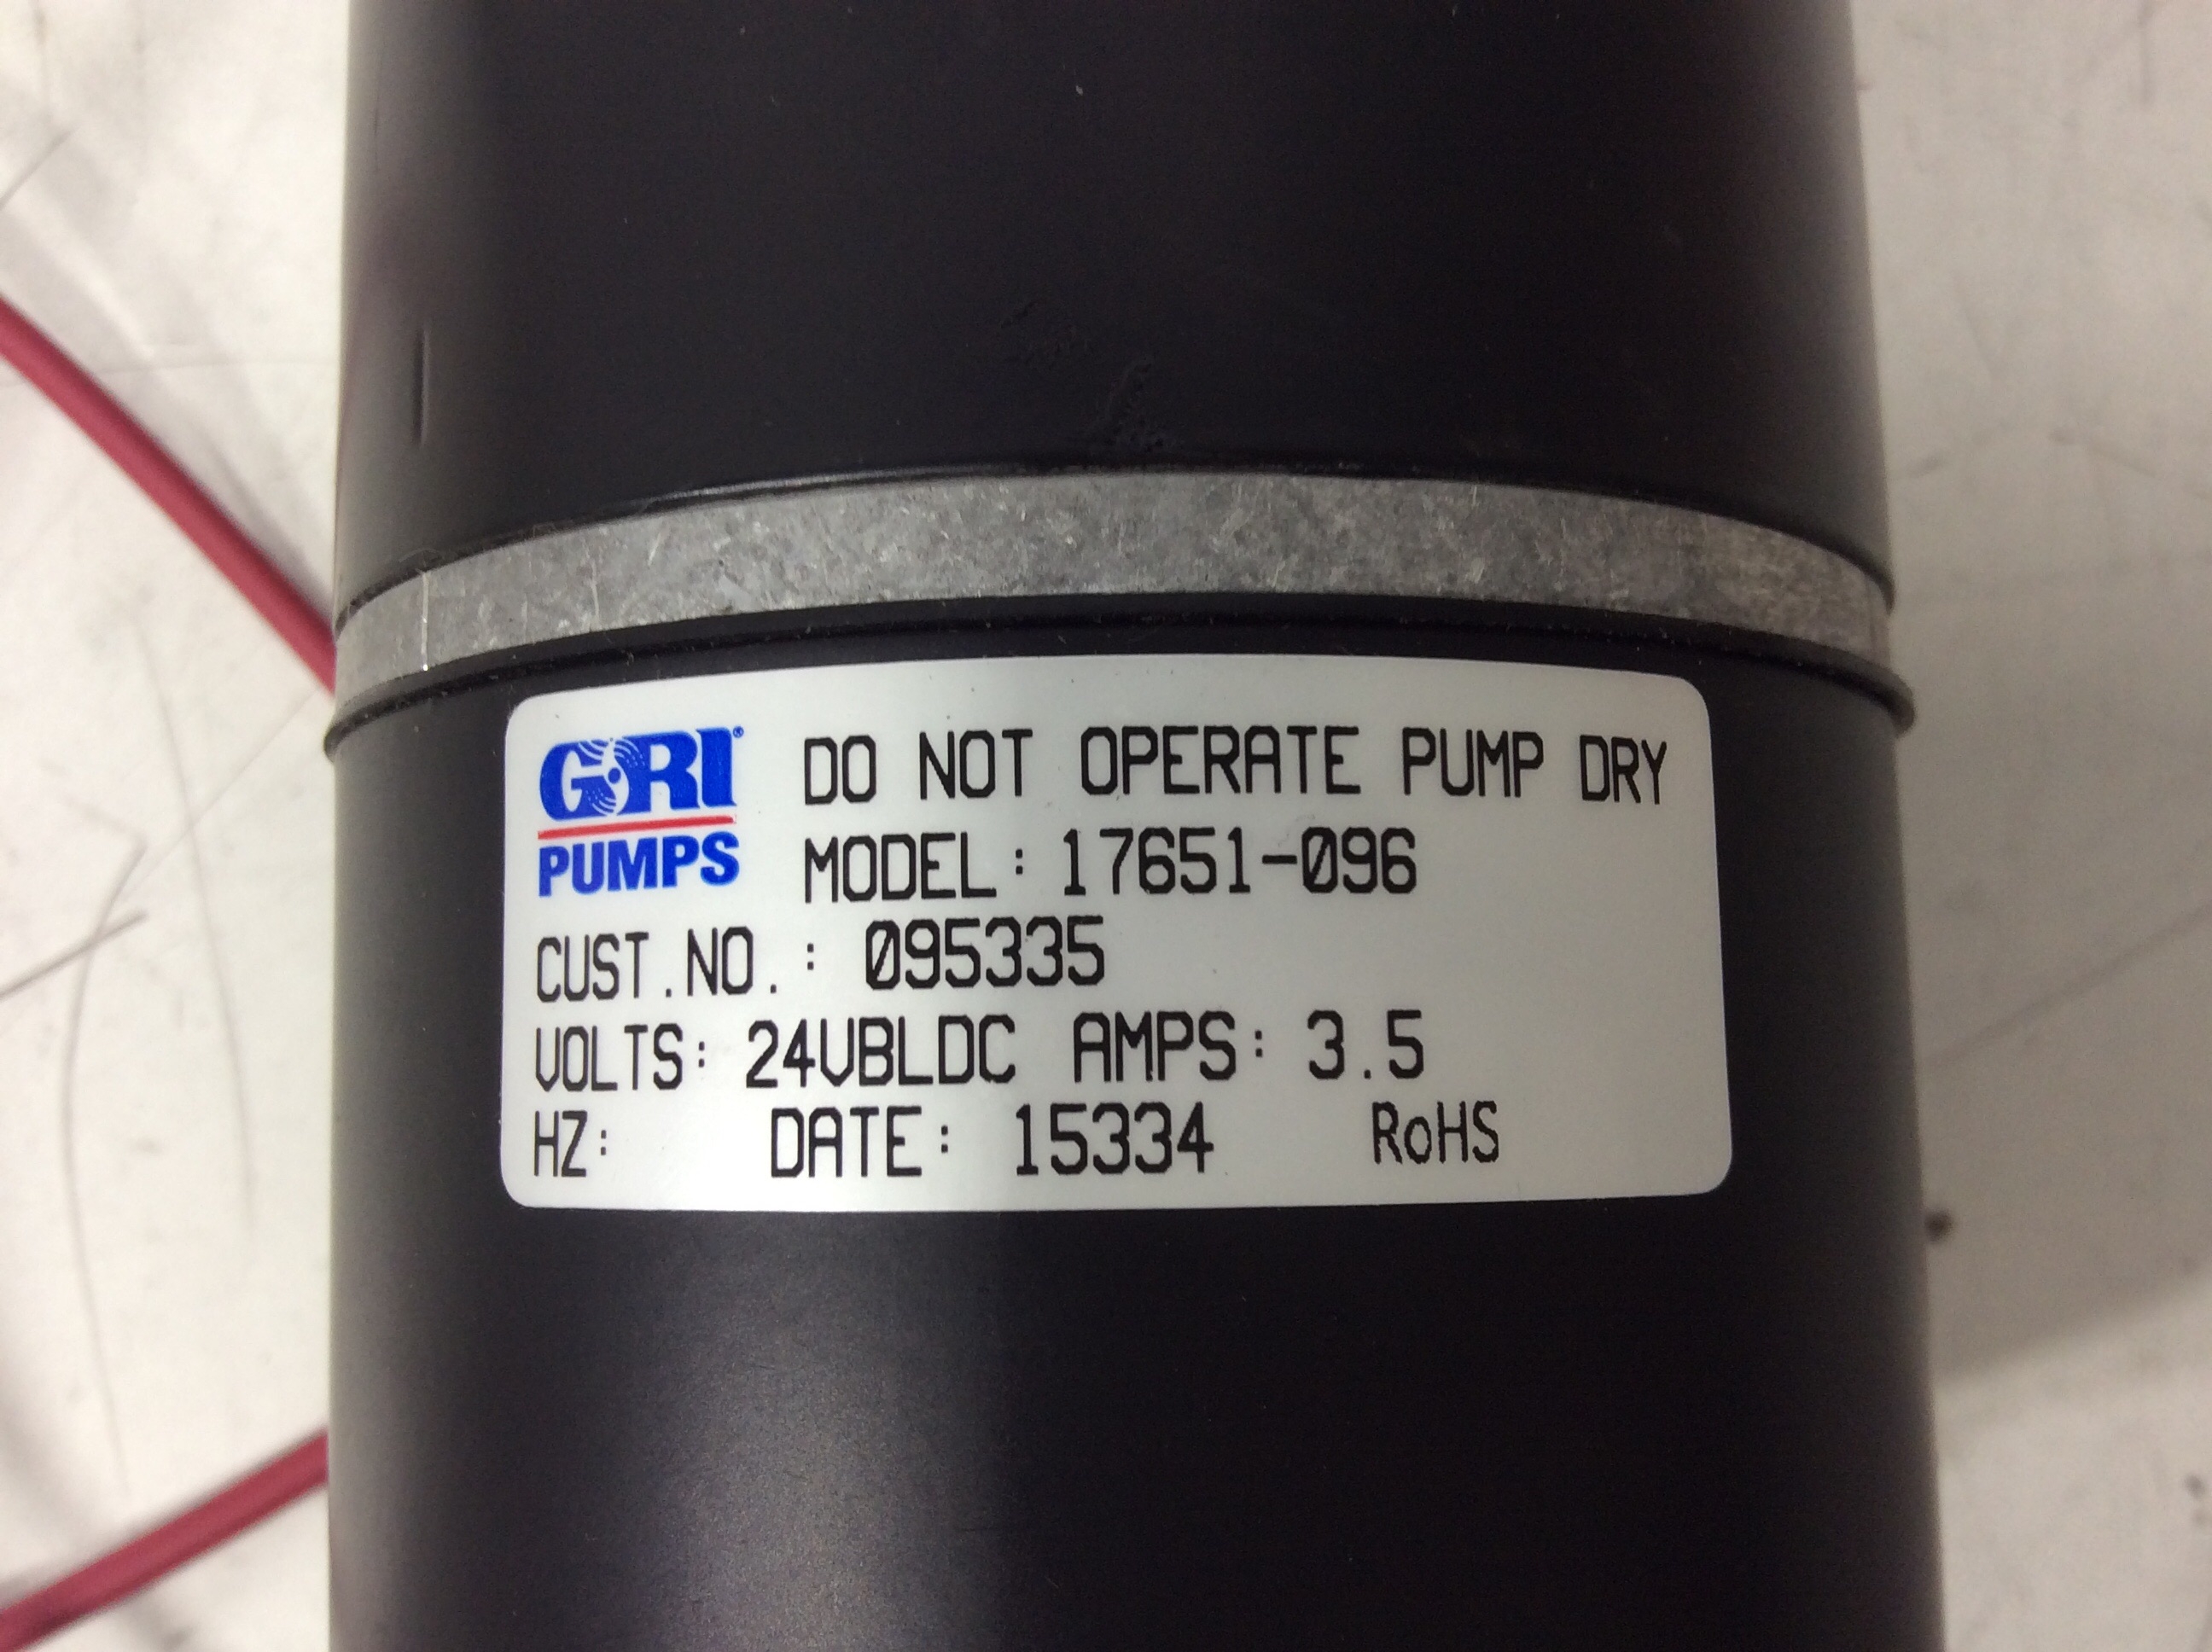 GRI® DO NOT OPERATE PUMP DRY
PUMPS MODEL: 17651-096
CUST.NO.: 095335
VOLTS: 24VBLDC AMPS: 3.5
HZ: DATE: 15334 RoHS